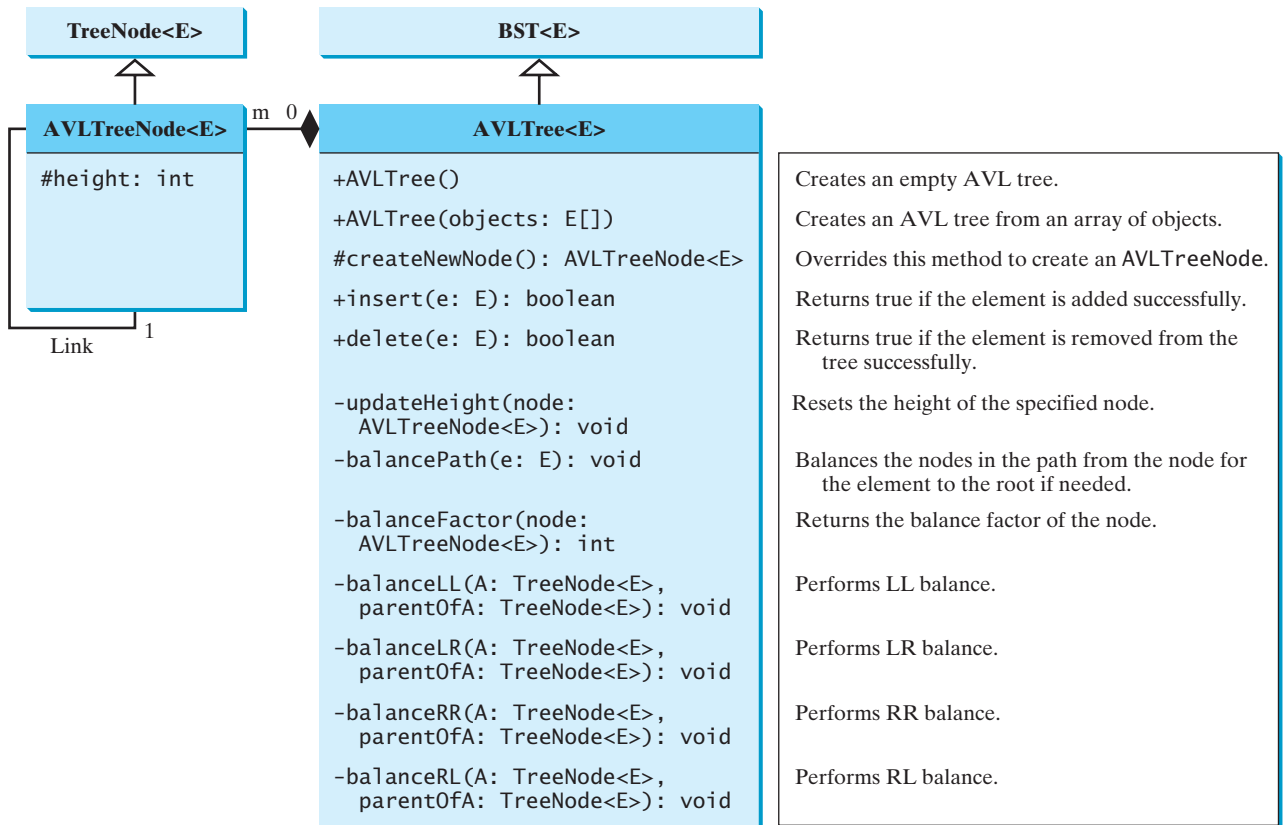 TreeNode<E>
BST<E>
AVLTreeNode<E>
m 0
AVLTree<E>
#height: int
1
Link
+AVLTree()
Creates an empty AVL tree.
+AVLTree(objects: E[])
Creates an AVL tree from an array of objects.
#createNewNode(): AVLTreeNode<E>
Overrides this method to create an AVLTreeNode.
+insert(e: E): boolean
Returns true if the element is added successfully.
+delete(e: E): boolean
Returns true if the element is removed from the
tree successfully.
-updateHeight(node:
AVLTreeNode<E>): void
Resets the height of the specified node.
-balancePath(e: E): void
Balances the nodes in the path from the node for
the element to the root if needed.
-balanceFactor(node:
AVLTreeNode<E>): int
Returns the balance factor of the node.
-balanceLL(A: TreeNode<E>,
parentOfA: TreeNode<E>): void
Performs LL balance.
-balanceLR(A: TreeNode<E>,
parentOfA: TreeNode<E>): void
Performs LR balance.
-balanceRR(A: TreeNode<E>,
parentOfA: TreeNode<E>): void
Performs RR balance.
-balanceRL(A: TreeNode<E>,
parentOfA: TreeNode<E>): void
Performs RL balance.